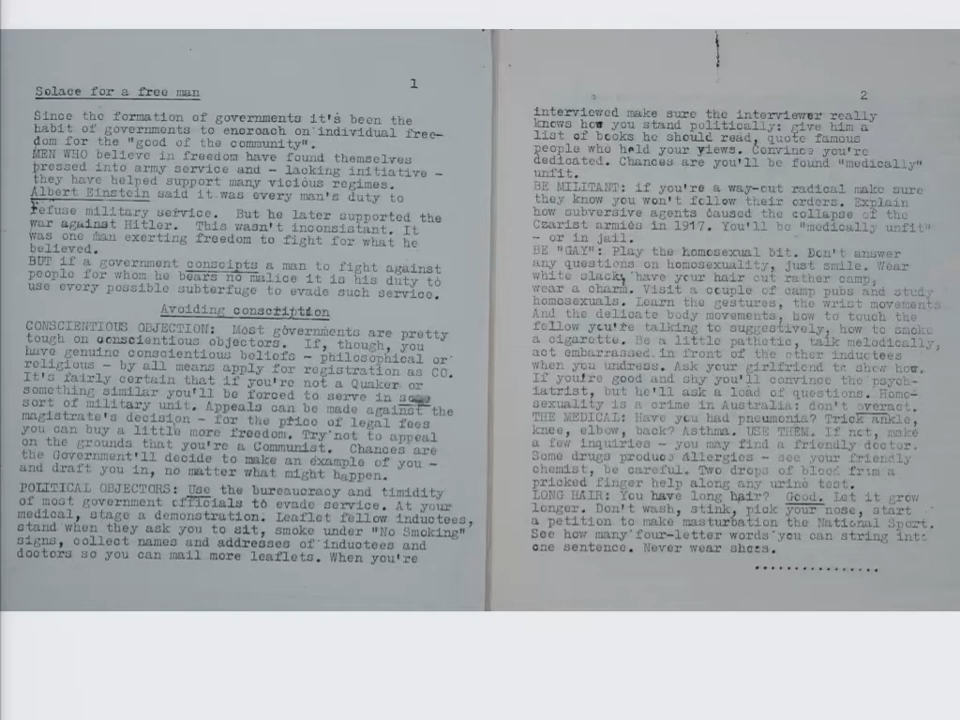 1
Solace for a free man
Since the formation of governments it's been the
habit of governments to encroach on individual free-
dom for the "good of the community".
MEN WHO believe in freedom have found themselves
pressed into army service and - lacking initiative -
they have helped support many vicious regimes.
Albert Einstein said it was every man's duty to
refuse military service. But he later supported the
war against Hitler. This wasn't inconsistant. It
was one man exerting freedom to fight for what he
believed.
BUT if a government conscipts a man to fight against
people for whom he bears no malice it is his duty to
use every possible subterfuge to evade such service.
Avoiding conscription
CONSCIENTIOUS OBJECTION: Most governments are pretty
tough on conscientious objectors. If, though, you
have genuine conscientious beliefs - philosophical or
religious - by all means apply for registration as CO.
It's fairly certain that if you're not a Quaker or
something similar you'll be forced to serve in some
sort of military unit. Appeals can be made against the
magistrate's decision - for the price of legal fees
you can buy a little more freedom. Try not to appeal
on the grounds that you're a Communist. Chances are
the Government'll decide to make an example of you -
and draft you in, no matter what might happen.
POLITICAL OBJECTORS: Use the bureaucracy and timidity
of most government officials to evade service. At your
medical, stage a demonstration. Leaflet fellow inductees,
stand when they ask you to sit, smoke under "No Smoking"
signs, collect names and addresses of inductees and
doctors so you can mail more leaflets. When you're
2
interviewed make sure the interviewer really
knows how you stand politically: give him a
list of books he should read, quote famous
people who hold your views. Convince you're
dedicated. Chances are you'll be found "medically"
unfit.
BE MILITANT: if you're a way-out radical make sure
they know you won't follow their orders. Explain
how subversive agents caused the collapse of the
Czarist armies in 1917. You'll be "medically unfit"
- or in jail.
BE "GAY": Play the homosexual bit. Don't answer
any questions on homosexuality, just smile. Wear
white slacks, have your hair cut rather camp,
wear a charm. Visit a couple of camp pubs and study
homosexuals. Learn the gestures, the wrist movements
And the delicate body movements, how to touch the
fellow you're talking to suggestively, how to smoke
a cigarette. Be a little pathetic, talk melodically,
act embarrassed in front of the other inductees
when you undress. Ask your girlfriend to show how.
If you're good and shy you'll convince the psych-
iatrist, but he'll ask a load of questions. Homo-
sexuality is a crime in Australia: don't overact.
THE MEDICAL: Have you had pneumonia? Trick ankle,
knee, elbow, back? Asthma. USE THEM. If not, make
a few inquiries - you may find a friendly doctor.
Some drugs produce allergies - see your friendly
chemist, be careful. Two drops of blood from a
pricked finger help along any urine test.
LONG HAIR: You have long hair? Good. Let it grow
longer. Don't wash, stink, pick your nose, start
a petition to make masturbation the National Sport.
See how many four-letter words you can string into
one sentence. Never wear shoes.